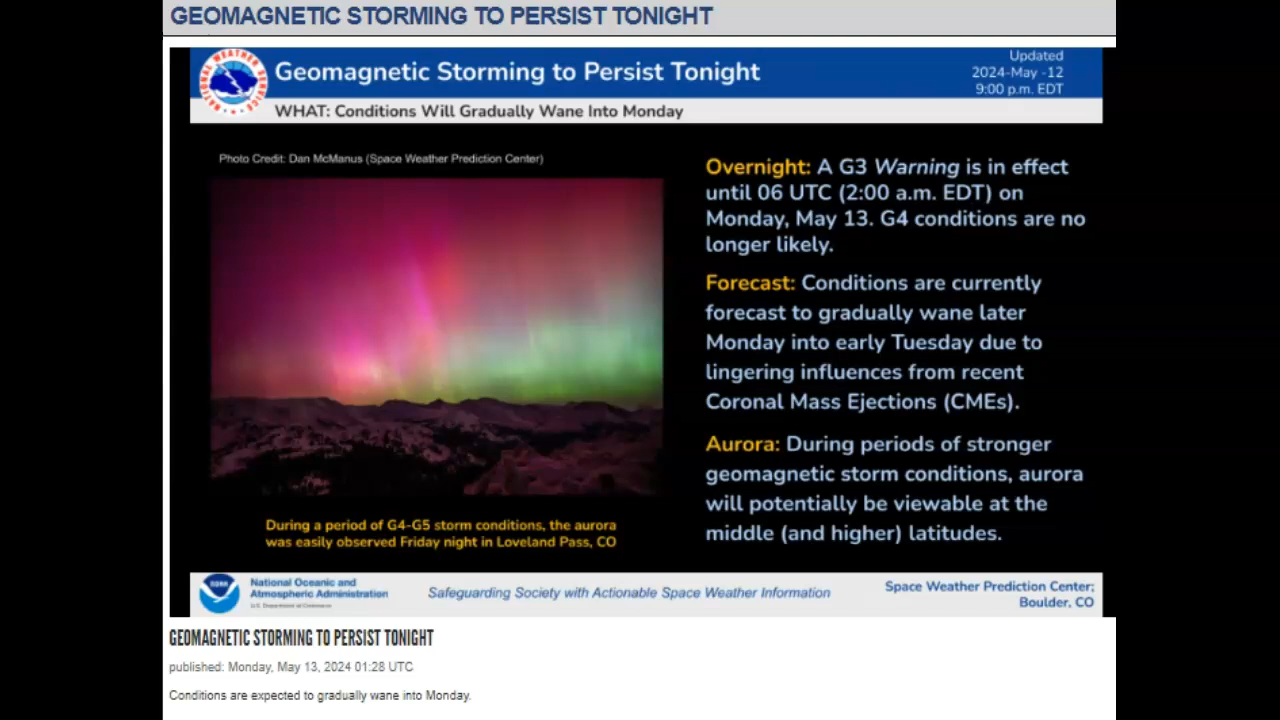 GEOMAGNETIC STORMING TO PERSIST TONIGHT
NATIONAL WEATHER SERVICE
Geomagnetic Storming to Persist Tonight
Updated
2024-May -12
9:00 p.m. EDT
WHAT: Conditions Will Gradually Wane Into Monday
Photo Credit: Dan McManus (Space Weather Prediction Center)
During a period of G4-G5 storm conditions, the aurora
was easily observed Friday night in Loveland Pass, CO
Overnight: A G3 Warning is in effect
until 06 UTC (2:00 a.m. EDT) on
Monday, May 13. G4 conditions are no
longer likely.
Forecast: Conditions are currently
forecast to gradually wane later
Monday into early Tuesday due to
lingering influences from recent
Coronal Mass Ejections (CMEs).
Aurora: During periods of stronger
geomagnetic storm conditions, aurora
will potentially be viewable at the
middle (and higher) latitudes.
NOAA
National Oceanic and
Atmospheric Administration
U.S. Department of Commerce
Safeguarding Society with Actionable Space Weather Information
Space Weather Prediction Center;
Boulder, CO
GEOMAGNETIC STORMING TO PERSIST TONIGHT
published: Monday, May 13, 2024 01:28 UTC
Conditions are expected to gradually wane into Monday.